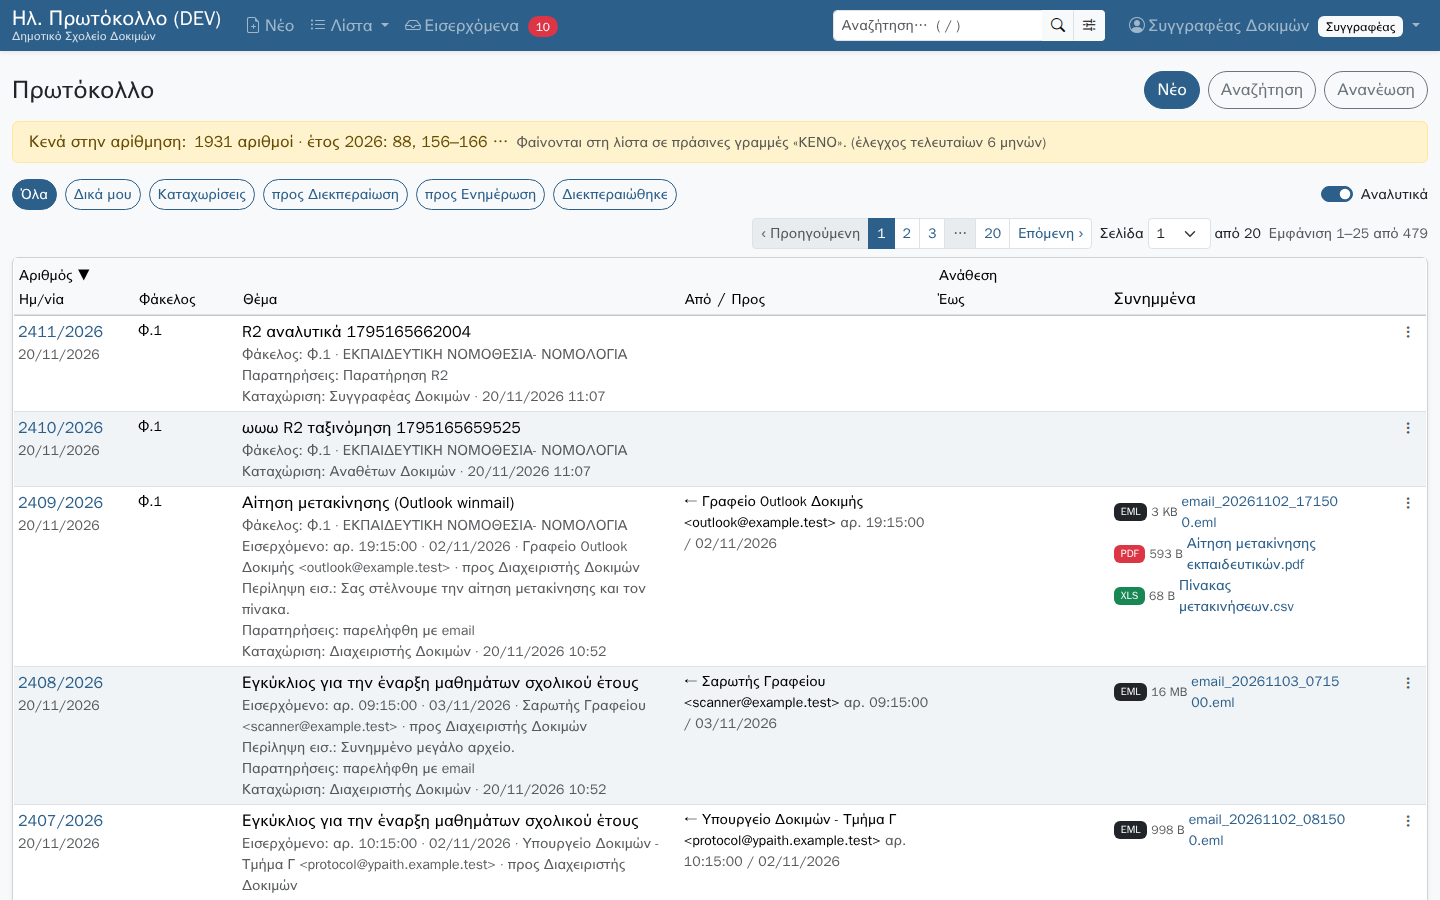 Ηλ. Πρωτόκολλο (DEV)
Δημοτικό Σχολείο Δοκιμών
Νέο
Λίστα
Εισερχόμενα 10
Αναζήτηση… ( / )
Συγγραφέας Δοκιμών Συγγραφέας
Πρωτόκολλο
Νέο
Αναζήτηση
Ανανέωση
Κενά στην αρίθμηση: 1931 αριθμοί · έτος 2026: 88, 156–166 … Φαίνονται στη λίστα σε πράσινες γραμμές «ΚΕΝΟ». (έλεγχος τελευταίων 6 μηνών)
Όλα
Δικά μου
Καταχωρίσεις
προς Διεκπεραίωση
προς Ενημέρωση
Διεκπεραιώθηκε
Αναλυτικά
‹ Προηγούμενη 1 2 3 … 20 Επόμενη › Σελίδα 1 από 20 Εμφάνιση 1–25 από 479
Αριθμός ▼
Ημ/νία
Φάκελος
Θέμα
Από / Προς
Ανάθεση
Έως
Συνημμένα
2411/2026
20/11/2026
Φ.1
R2 αναλυτικά 1795165662004
Φάκελος: Φ.1 · ΕΚΠΑΙΔΕΥΤΙΚΗ ΝΟΜΟΘΕΣΙΑ- ΝΟΜΟΛΟΓΙΑ
Παρατηρήσεις: Παρατήρηση R2
Καταχώριση: Συγγραφέας Δοκιμών · 20/11/2026 11:07
2410/2026
20/11/2026
Φ.1
ωωω R2 ταξινόμηση 1795165659525
Φάκελος: Φ.1 · ΕΚΠΑΙΔΕΥΤΙΚΗ ΝΟΜΟΘΕΣΙΑ- ΝΟΜΟΛΟΓΙΑ
Καταχώριση: Αναθέτων Δοκιμών · 20/11/2026 11:07
2409/2026
20/11/2026
Φ.1
Αίτηση μετακίνησης (Outlook winmail)
Φάκελος: Φ.1 · ΕΚΠΑΙΔΕΥΤΙΚΗ ΝΟΜΟΘΕΣΙΑ- ΝΟΜΟΛΟΓΙΑ
Εισερχόμενο: αρ. 19:15:00 · 02/11/2026 · Γραφείο Outlook
Δοκιμής <outlook@example.test> · προς Διαχειριστής Δοκιμών
Περίληψη εισ.: Σας στέλνουμε την αίτηση μετακίνησης και τον
πίνακα.
Παρατηρήσεις: παρελήφθη με email
Καταχώριση: Διαχειριστής Δοκιμών · 20/11/2026 10:52
← Γραφείο Outlook Δοκιμής
<outlook@example.test> αρ. 19:15:00
/ 02/11/2026
EML 3 KB email_20261102_17150
0.eml
PDF 593 B Αίτηση μετακίνησης
εκπαιδευτικών.pdf
XLS 68 B Πίνακας
μετακινήσεων.csv
2408/2026
20/11/2026
Εγκύκλιος για την έναρξη μαθημάτων σχολικού έτους
Εισερχόμενο: αρ. 09:15:00 · 03/11/2026 · Σαρωτής Γραφείου
<scanner@example.test> · προς Διαχειριστής Δοκιμών
Περίληψη εισ.: Συνημμένο μεγάλο αρχείο.
Παρατηρήσεις: παρελήφθη με email
Καταχώριση: Διαχειριστής Δοκιμών · 20/11/2026 10:52
← Σαρωτής Γραφείου
<scanner@example.test> αρ. 09:15:00
/ 03/11/2026
EML 16 MB email_20261103_0715
00.eml
2407/2026
20/11/2026
Εγκύκλιος για την έναρξη μαθημάτων σχολικού έτους
Εισερχόμενο: αρ. 10:15:00 · 02/11/2026 · Υπουργείο Δοκιμών -
Τμήμα Γ <protocol@ypaith.example.test> · προς Διαχειριστής
Δοκιμών
← Υπουργείο Δοκιμών - Τμήμα Γ
<protocol@ypaith.example.test> αρ.
10:15:00 / 02/11/2026
EML 998 B email_20261102_08150
0.eml